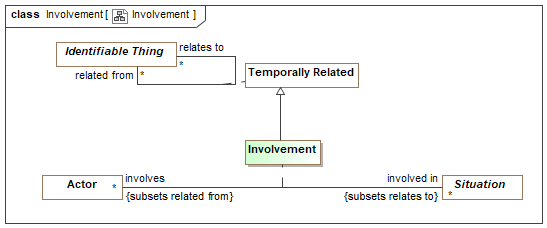 class Involvement [ Involvement ]
Identifiable Thing
relates to
*
related from
*
Temporally Related
Involvement
Actor
*
involves
{subsets related from}
involved in
{subsets relates to}
Situation
*